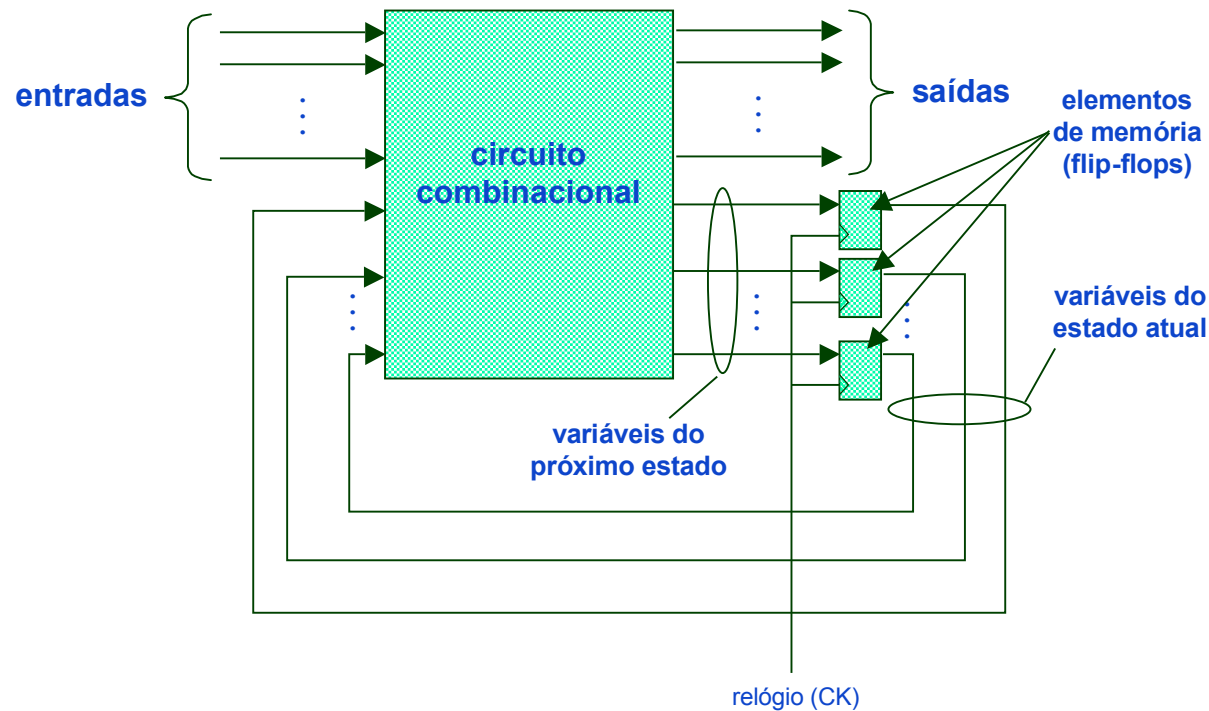 entradas
saídas
circuito
combinacional
elementos
de memória
(flip-flops)
variáveis do
estado atual
variáveis do
próximo estado
relógio (CK)